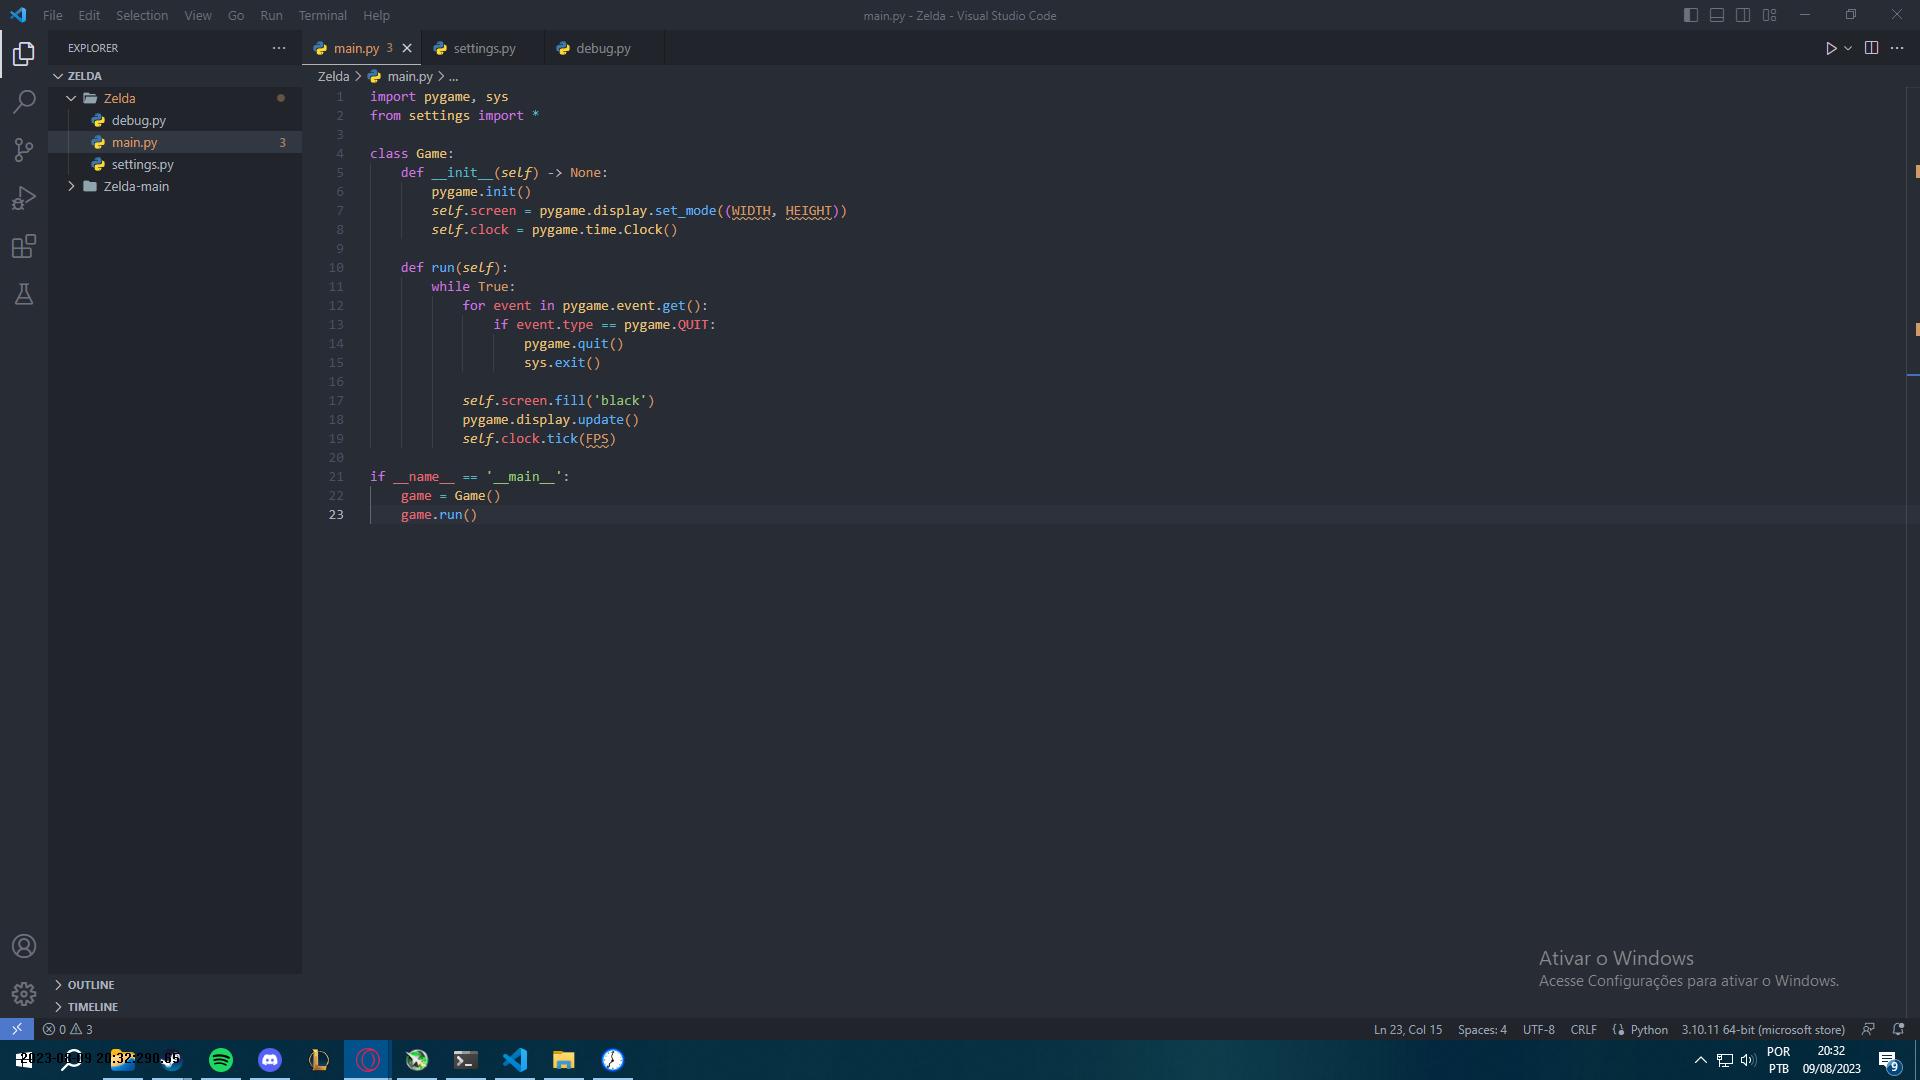 File Edit Selection View Go Run Terminal Help
main.py - Zelda - Visual Studio Code
EXPLORER
ZELDA
Zelda
debug.py
main.py 3
settings.py
Zelda-main
OUTLINE
TIMELINE
main.py 3
settings.py
debug.py
Zelda > main.py > ...
1 import pygame, sys
2 from settings import *
3
4 class Game:
5 def __init__(self) -> None:
6 pygame.init()
7 self.screen = pygame.display.set_mode((WIDTH, HEIGHT))
8 self.clock = pygame.time.Clock()
9
10 def run(self):
11 while True:
12 for event in pygame.event.get():
13 if event.type == pygame.QUIT:
14 pygame.quit()
15 sys.exit()
16
17 self.screen.fill('black')
18 pygame.display.update()
19 self.clock.tick(FPS)
20
21 if __name__ == '__main__':
22 game = Game()
23 game.run()
Ativar o Windows
Acesse Configurações para ativar o Windows.
0 3
Ln 23, Col 15 Spaces: 4 UTF-8 CRLF Python 3.10.11 64-bit (microsoft store)
POR
PTB
20:32
09/08/2023
9